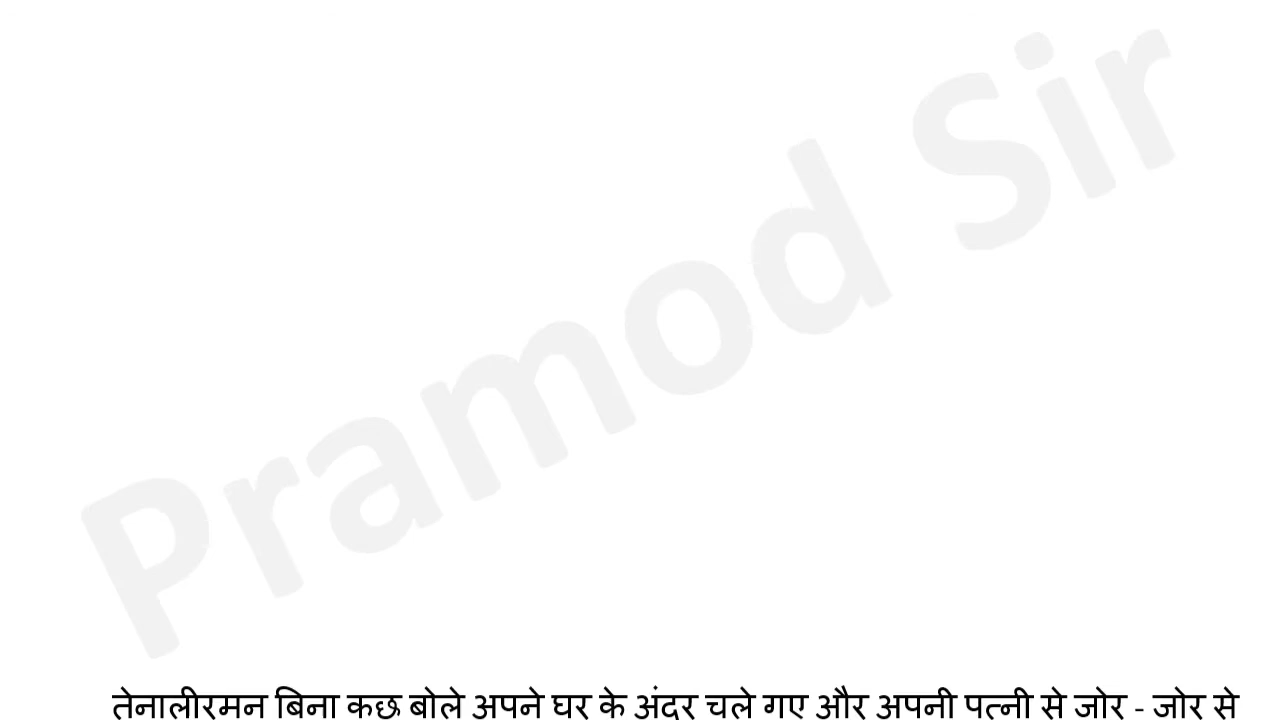 Pramod Sir
तेनालीरमन बिना कुछ बोले अपने घर के अंदर चले गए और अपनी पत्नी से जोर - जोर से